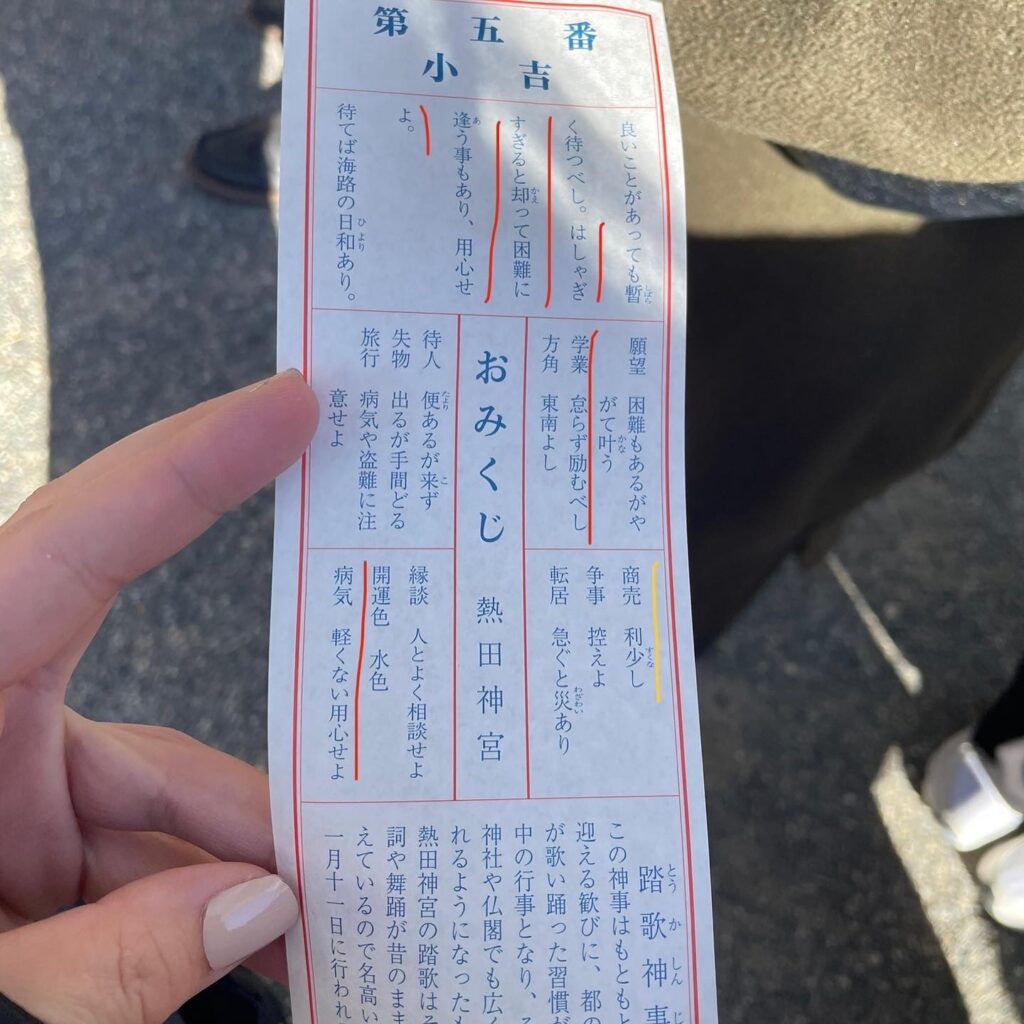 第五番
小吉
良いことがあっても暫
く待つべし。はしゃぎ
すぎると却って困難に
逢う事もあり、用心せ
よ。
待てば海路の日和あり。
願望 困難もあるがや
がて叶う
学業 怠らず励むべし
方角 東南よし
おみくじ 熱田神宮
待人 便あるが来ず
失物 出るが手間どる
旅行 病気や盗難に注
意せよ
商売 利少し
争事 控えよ
転居 急ぐと災あり
縁談 人とよく相談せよ
開運色 水色
病気 軽くない用心せよ
踏歌神事
この神事はもともと
迎える歓びに、都の
が歌い踊った習慣が
中の行事となり、
神社や仏閣でも広く
れるようになったも
熱田神宮の踏歌はそ
詞や舞踊が昔のまま
えているので名高い
一月十一日に行われ